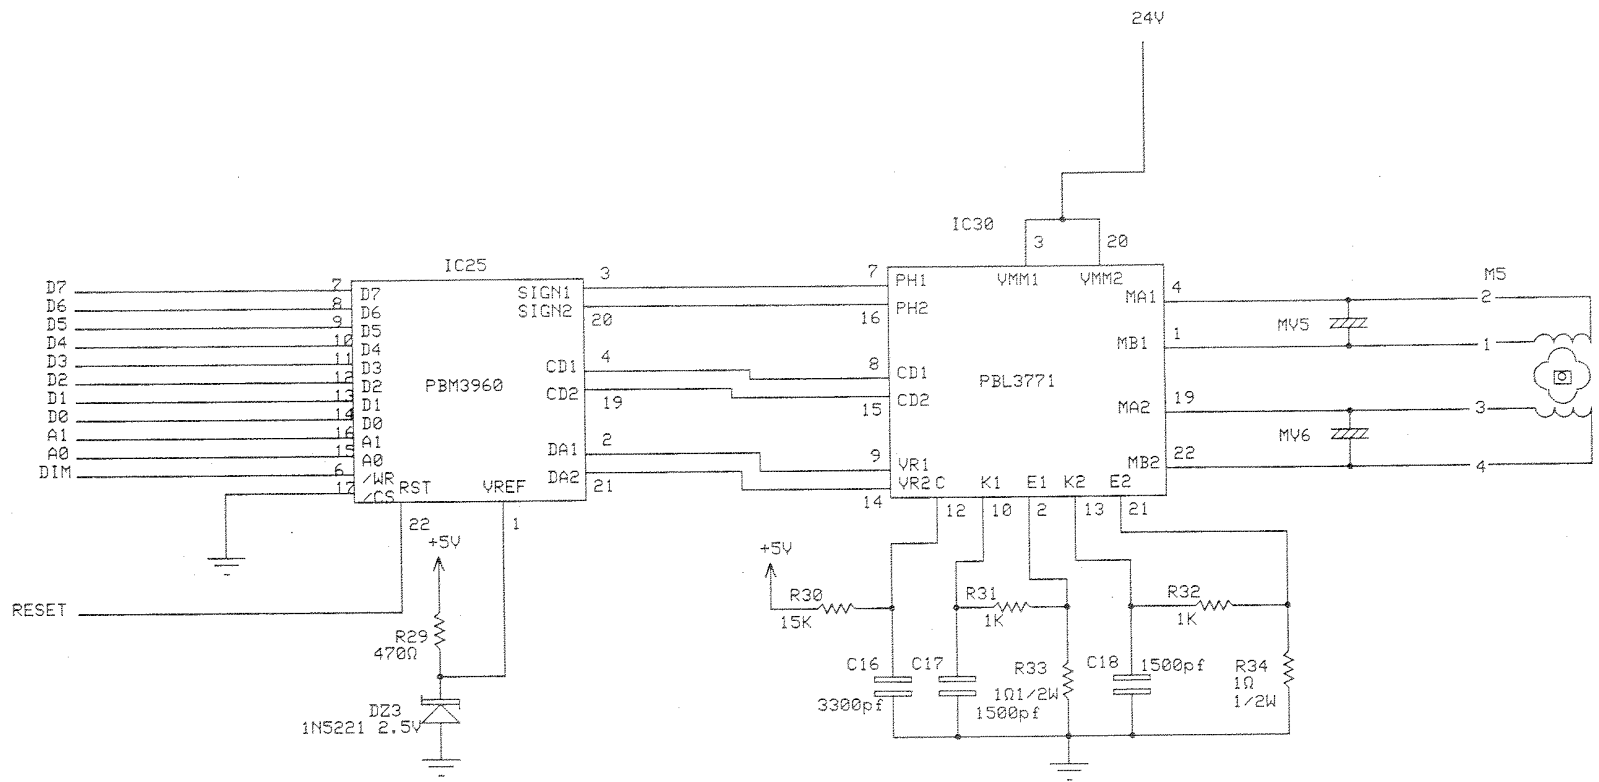 24V
IC30
3
20
IC25
3
7
VMM1
VMM2
M5
D7
7
D7
SIGN1
PH1
MA1
4
2
D6
8
D6
SIGN2
20
16
PH2
MV5
D5
9
D5
1
D4
10
D4
4
8
MB1
1
D3
11
D3
CD1
CD1
PBM3960
PBL3771
D2
12
D2
CD2
19
15
CD2
MA2
19
3
D1
13
D1
D0
14
D0
2
MV6
A1
16
A1
DA1
9
VR1
MB2
22
4
A0
15
A0
DA2
21
14
VR2
C
K1
E1
K2
E2
DIM
6
/WR
17
/CS
RST
VREF
12
10
2
13
21
22
1
+5V
+5V
RESET
R30
15K
R31
1K
R32
1K
R29
470Ω
C16
3300pf
C17
1500pf
R33
1Ω1/2W
C18
1500pf
R34
1Ω
1/2W
DZ3
1N5221 2.5V